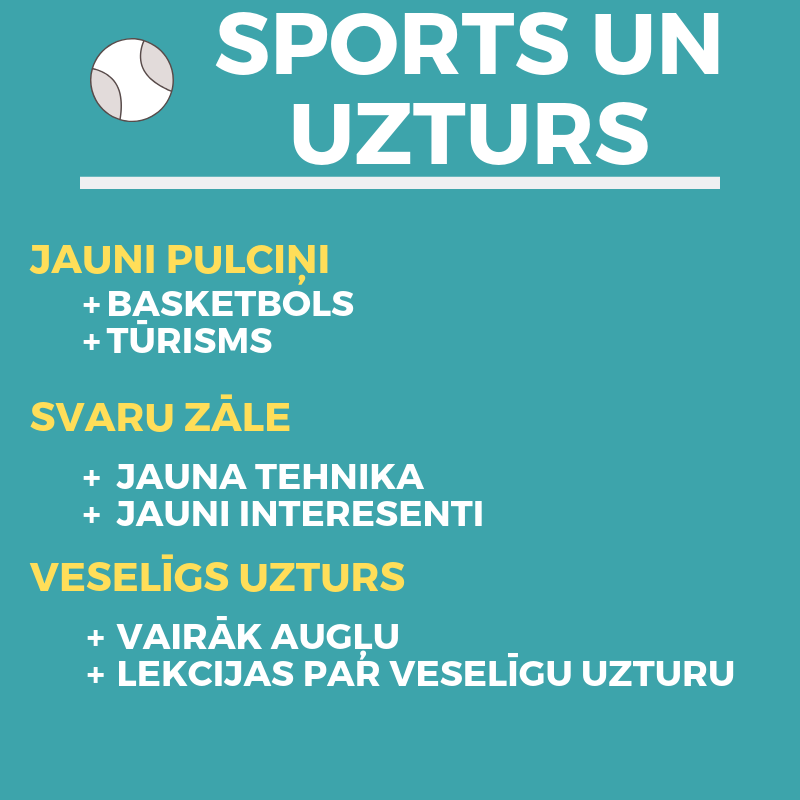 SPORTS UN
UZTURS
JAUNI PULCIŅI
+ BASKETBOLS
+ TŪRISMS
SVARU ZĀLE
+ JAUNA TEHNIKA
+ JAUNI INTERESENTI
VESELĪGS UZTURS
+ VAIRĀK AUGĻU
+ LEKCIJAS PAR VESELĪGU UZTURU